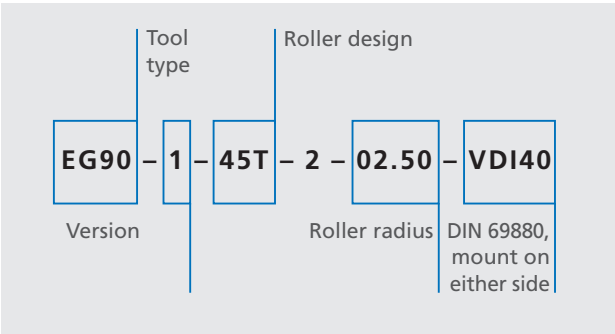 Tool
type
Roller design
EG90 – 1 – 45T – 2 – 02.50 – VDI40
Version
Roller radius
DIN 69880,
mount on
either side